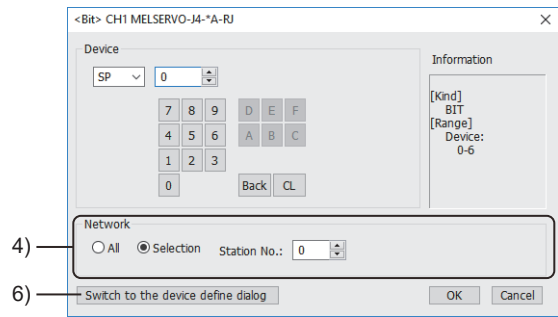 <Bit> CH1 MELSERVO-J4-*A-RJ
Device
SP 0
7 8 9 D E F
4 5 6 A B C
1 2 3
0 Back CL
Information
[Kind]
BIT
[Range]
Device:
0-6
Network
4)
All Selection Station No.: 0
6)
Switch to the device define dialog OK Cancel